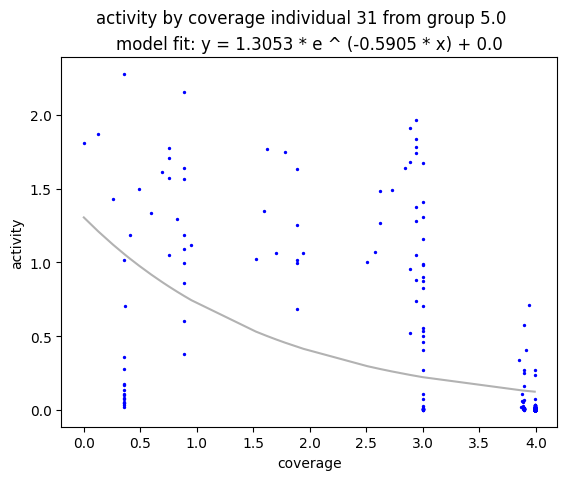 activity by coverage individual 31 from group 5.0
model fit: y = 1.3053 * e ^ (-0.5905 * x) + 0.0
2.0
1.5
1.0
0.5
0.0
activity
0.0 0.5 1.0 1.5 2.0 2.5 3.0 3.5 4.0
coverage